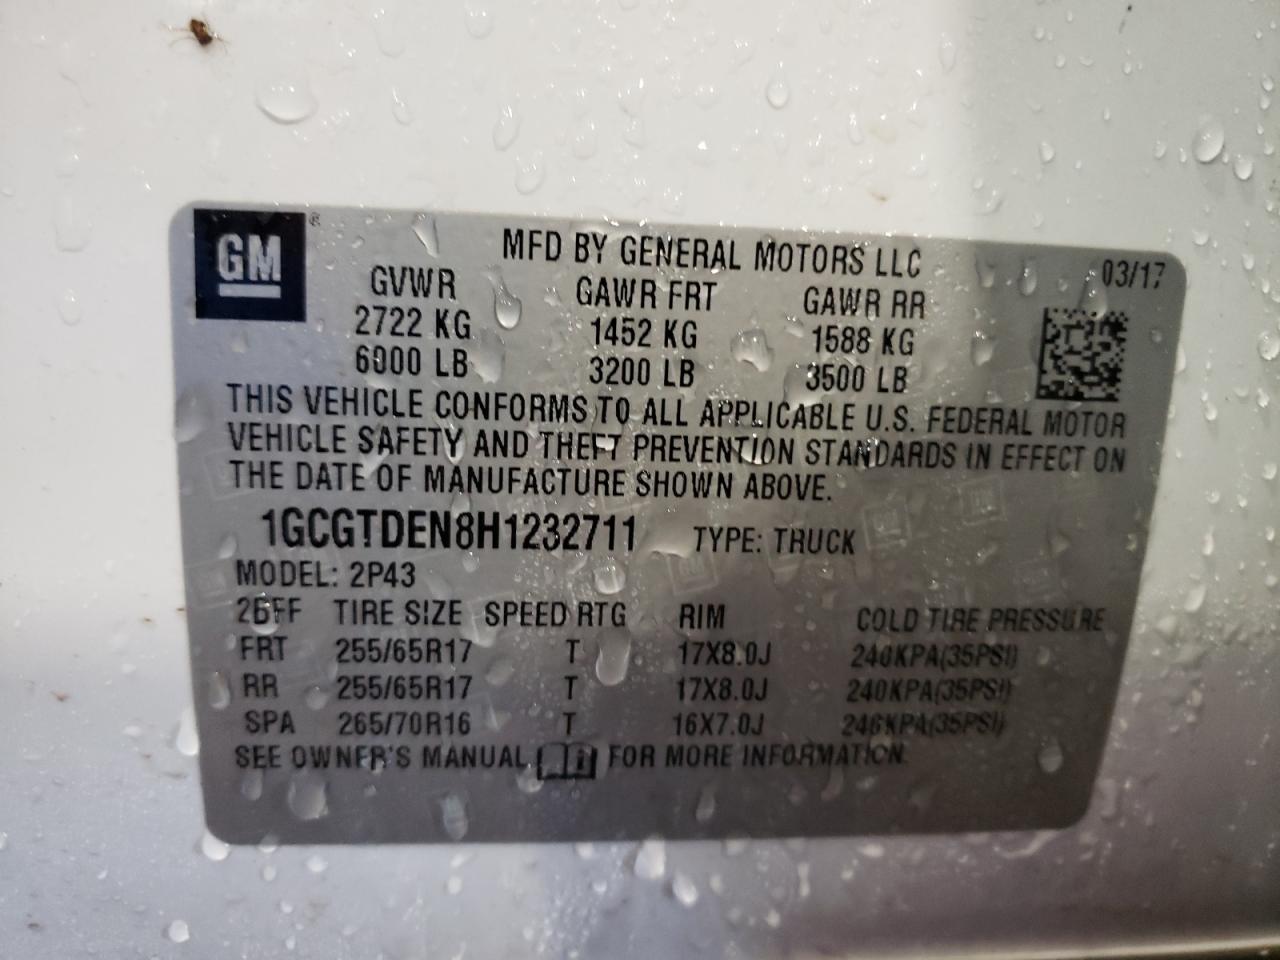 GM ®
MFD BY GENERAL MOTORS LLC 03/17
GVWR GAWR FRT GAWR RR
2722 KG 1452 KG 1588 KG
6000 LB 3200 LB 3500 LB
THIS VEHICLE CONFORMS TO ALL APPLICABLE U.S. FEDERAL MOTOR
VEHICLE SAFETY AND THEFT PREVENTION STANDARDS IN EFFECT ON
THE DATE OF MANUFACTURE SHOWN ABOVE.
1GCGTDEN8H1232711 TYPE: TRUCK
MODEL: 2P43
TIRE SIZE SPEED RTG RIM COLD TIRE PRESSURE
FRT 255/65R17 T 17X8.0J 240KPA(35PSI)
RR 255/65R17 T 17X8.0J 240KPA(35PSI)
SPA 265/70R16 T 16X7.0J 240KPA(35PSI)
SEE OWNER'S MANUAL FOR MORE INFORMATION.